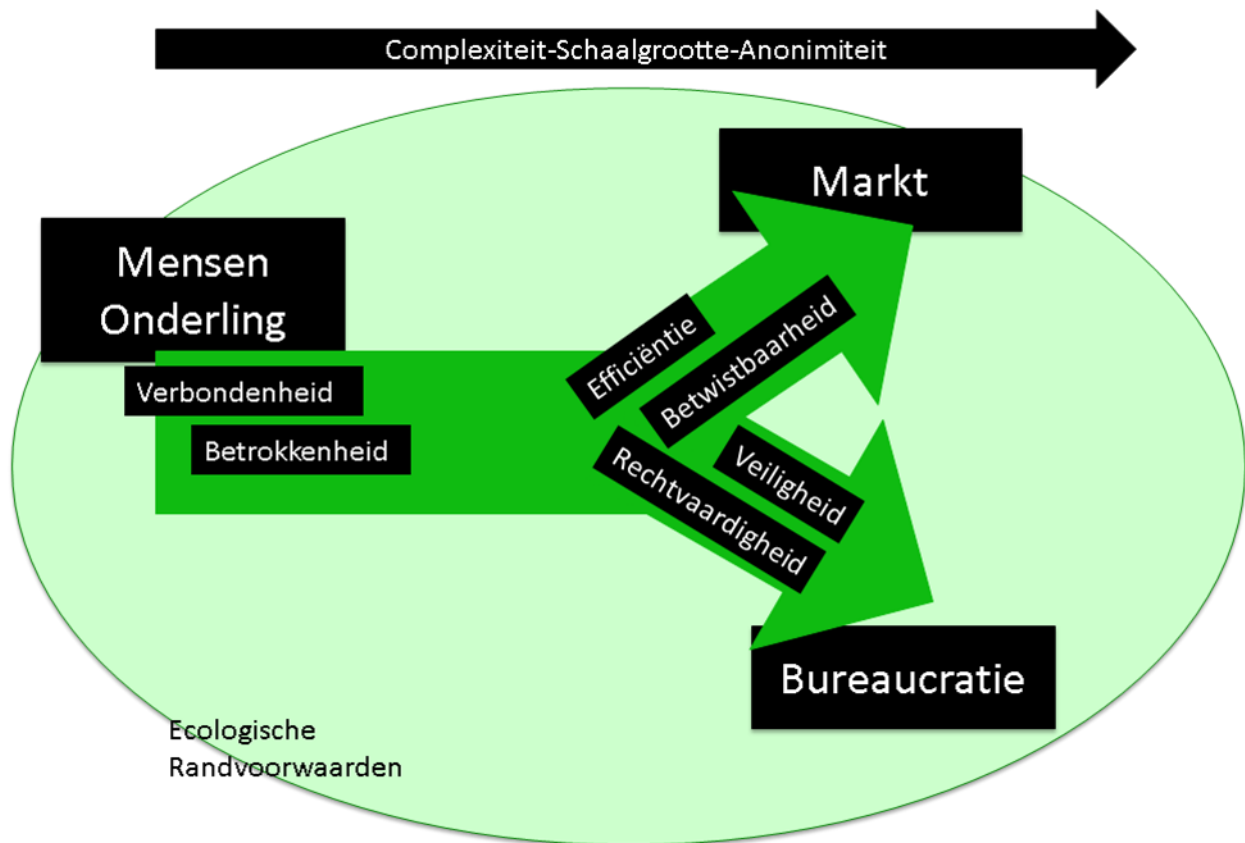 Complexiteit-Schaalgrootte-Anonimiteit
Markt
Mensen
Onderling
Verbondenheid
Betrokkenheid
Efficiëntie
Betwistbaarheid
Rechtvaardigheid
Veiligheid
Bureaucratie
Ecologische
Randvoorwaarden